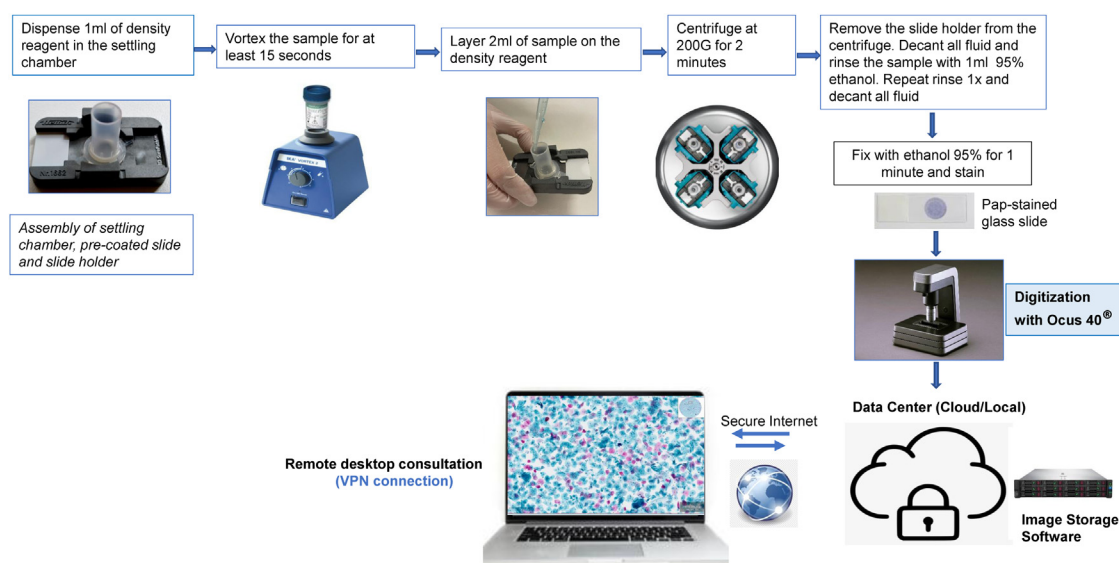 Dispense 1ml of density
reagent in the settling
chamber
Vortex the sample for at
least 15 seconds
Layer 2ml of sample on the
density reagent
Centrifuge at
200G for 2
minutes
Remove the slide holder from the
centrifuge. Decant all fluid and
rinse the sample with 1ml 95%
ethanol. Repeat rinse 1x and
decant all fluid
Assembly of settling
chamber, pre-coated slide
and slide holder
Fix with ethanol 95% for 1
minute and stain
Pap-stained
glass slide
Digitization
with Ocus 40®
Data Center (Cloud/Local)
Secure Internet
Remote desktop consultation
(VPN connection)
Image Storage
Software